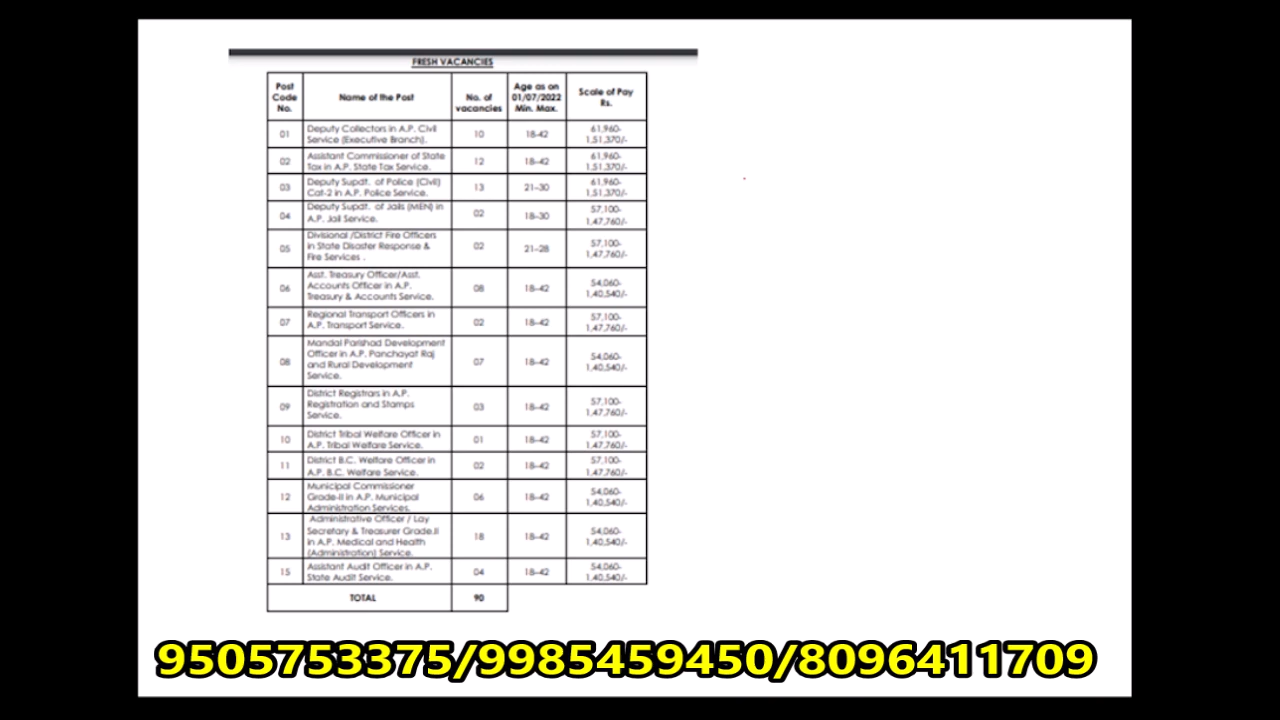 FRESH VACANCIES
Post Code No. Name of the Post No. of vacancies Age as on 01/07/2022 Min. Max. Scale of Pay Rs.
01 Deputy Collectors in A.P. Civil Service (Executive Branch). 10 18-42 61,960-1,51,370/-
02 Assistant Commissioner of State Tax in A.P. State Tax Service. 12 18-42 61,960-1,51,370/-
03 Deputy Supdt. of Police (Civil) Cat-2 in A.P. Police Service. 13 21-30 61,960-1,51,370/-
04 Deputy Supdt. of Jails (MEN) in A.P. Jail Service. 02 18-30 57,100-1,47,760/-
05 Divisional /District Fire Officers in State Disaster Response & Fire Services . 02 21-28 57,100-1,47,760/-
06 Asst. Treasury Officer/Asst. Accounts Officer in A.P. Treasury & Accounts Service. 08 18-42 54,060-1,40,540/-
07 Regional Transport Officers in A.P. Transport Service. 02 18-42 57,100-1,47,760/-
08 Mandal Parishad Development Officer in A.P. Panchayat Raj and Rural Development Service. 07 18-42 54,060-1,40,540/-
09 District Registrars in A.P. Registration and Stamps Service. 03 18-42 57,100-1,47,760/-
10 District Tribal Welfare Officer in A.P. Tribal Welfare Service. 01 18-42 57,100-1,47,760/-
11 District B.C. Welfare Officer in A.P. B.C. Welfare Service. 02 18-42 57,100-1,47,760/-
12 Municipal Commissioner Grade-II in A.P. Municipal Administration Services. 06 18-42 54,060-1,40,540/-
13 Administrative Officer / Lay Secretary & Treasurer Grade.II in A.P. Medical and Health (Administration) Service. 18 18-42 54,060-1,40,540/-
15 Assistant Audit Officer in A.P. State Audit Service. 04 18-42 54,060-1,40,540/-
TOTAL 90
9505753375/9985459450/8096411709